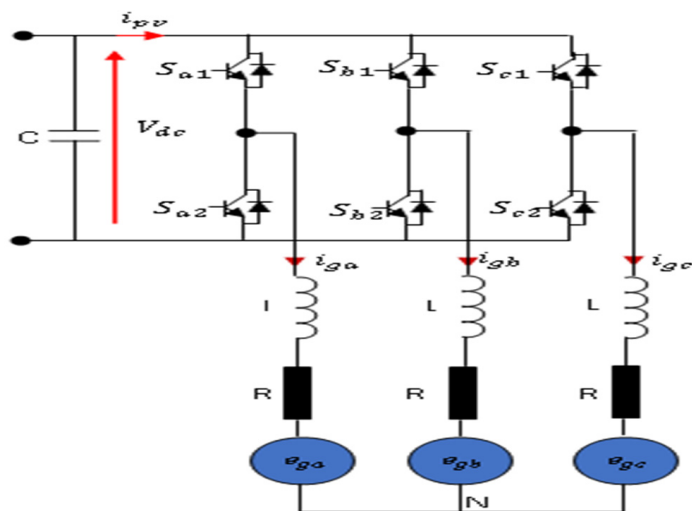 i_pv
S_a1 S_b1 S_c1
C V_dc
S_a2 S_b2 S_c2
i_ga i_gb i_gc
l L L
R R R
e_ga e_gb e_gc
N